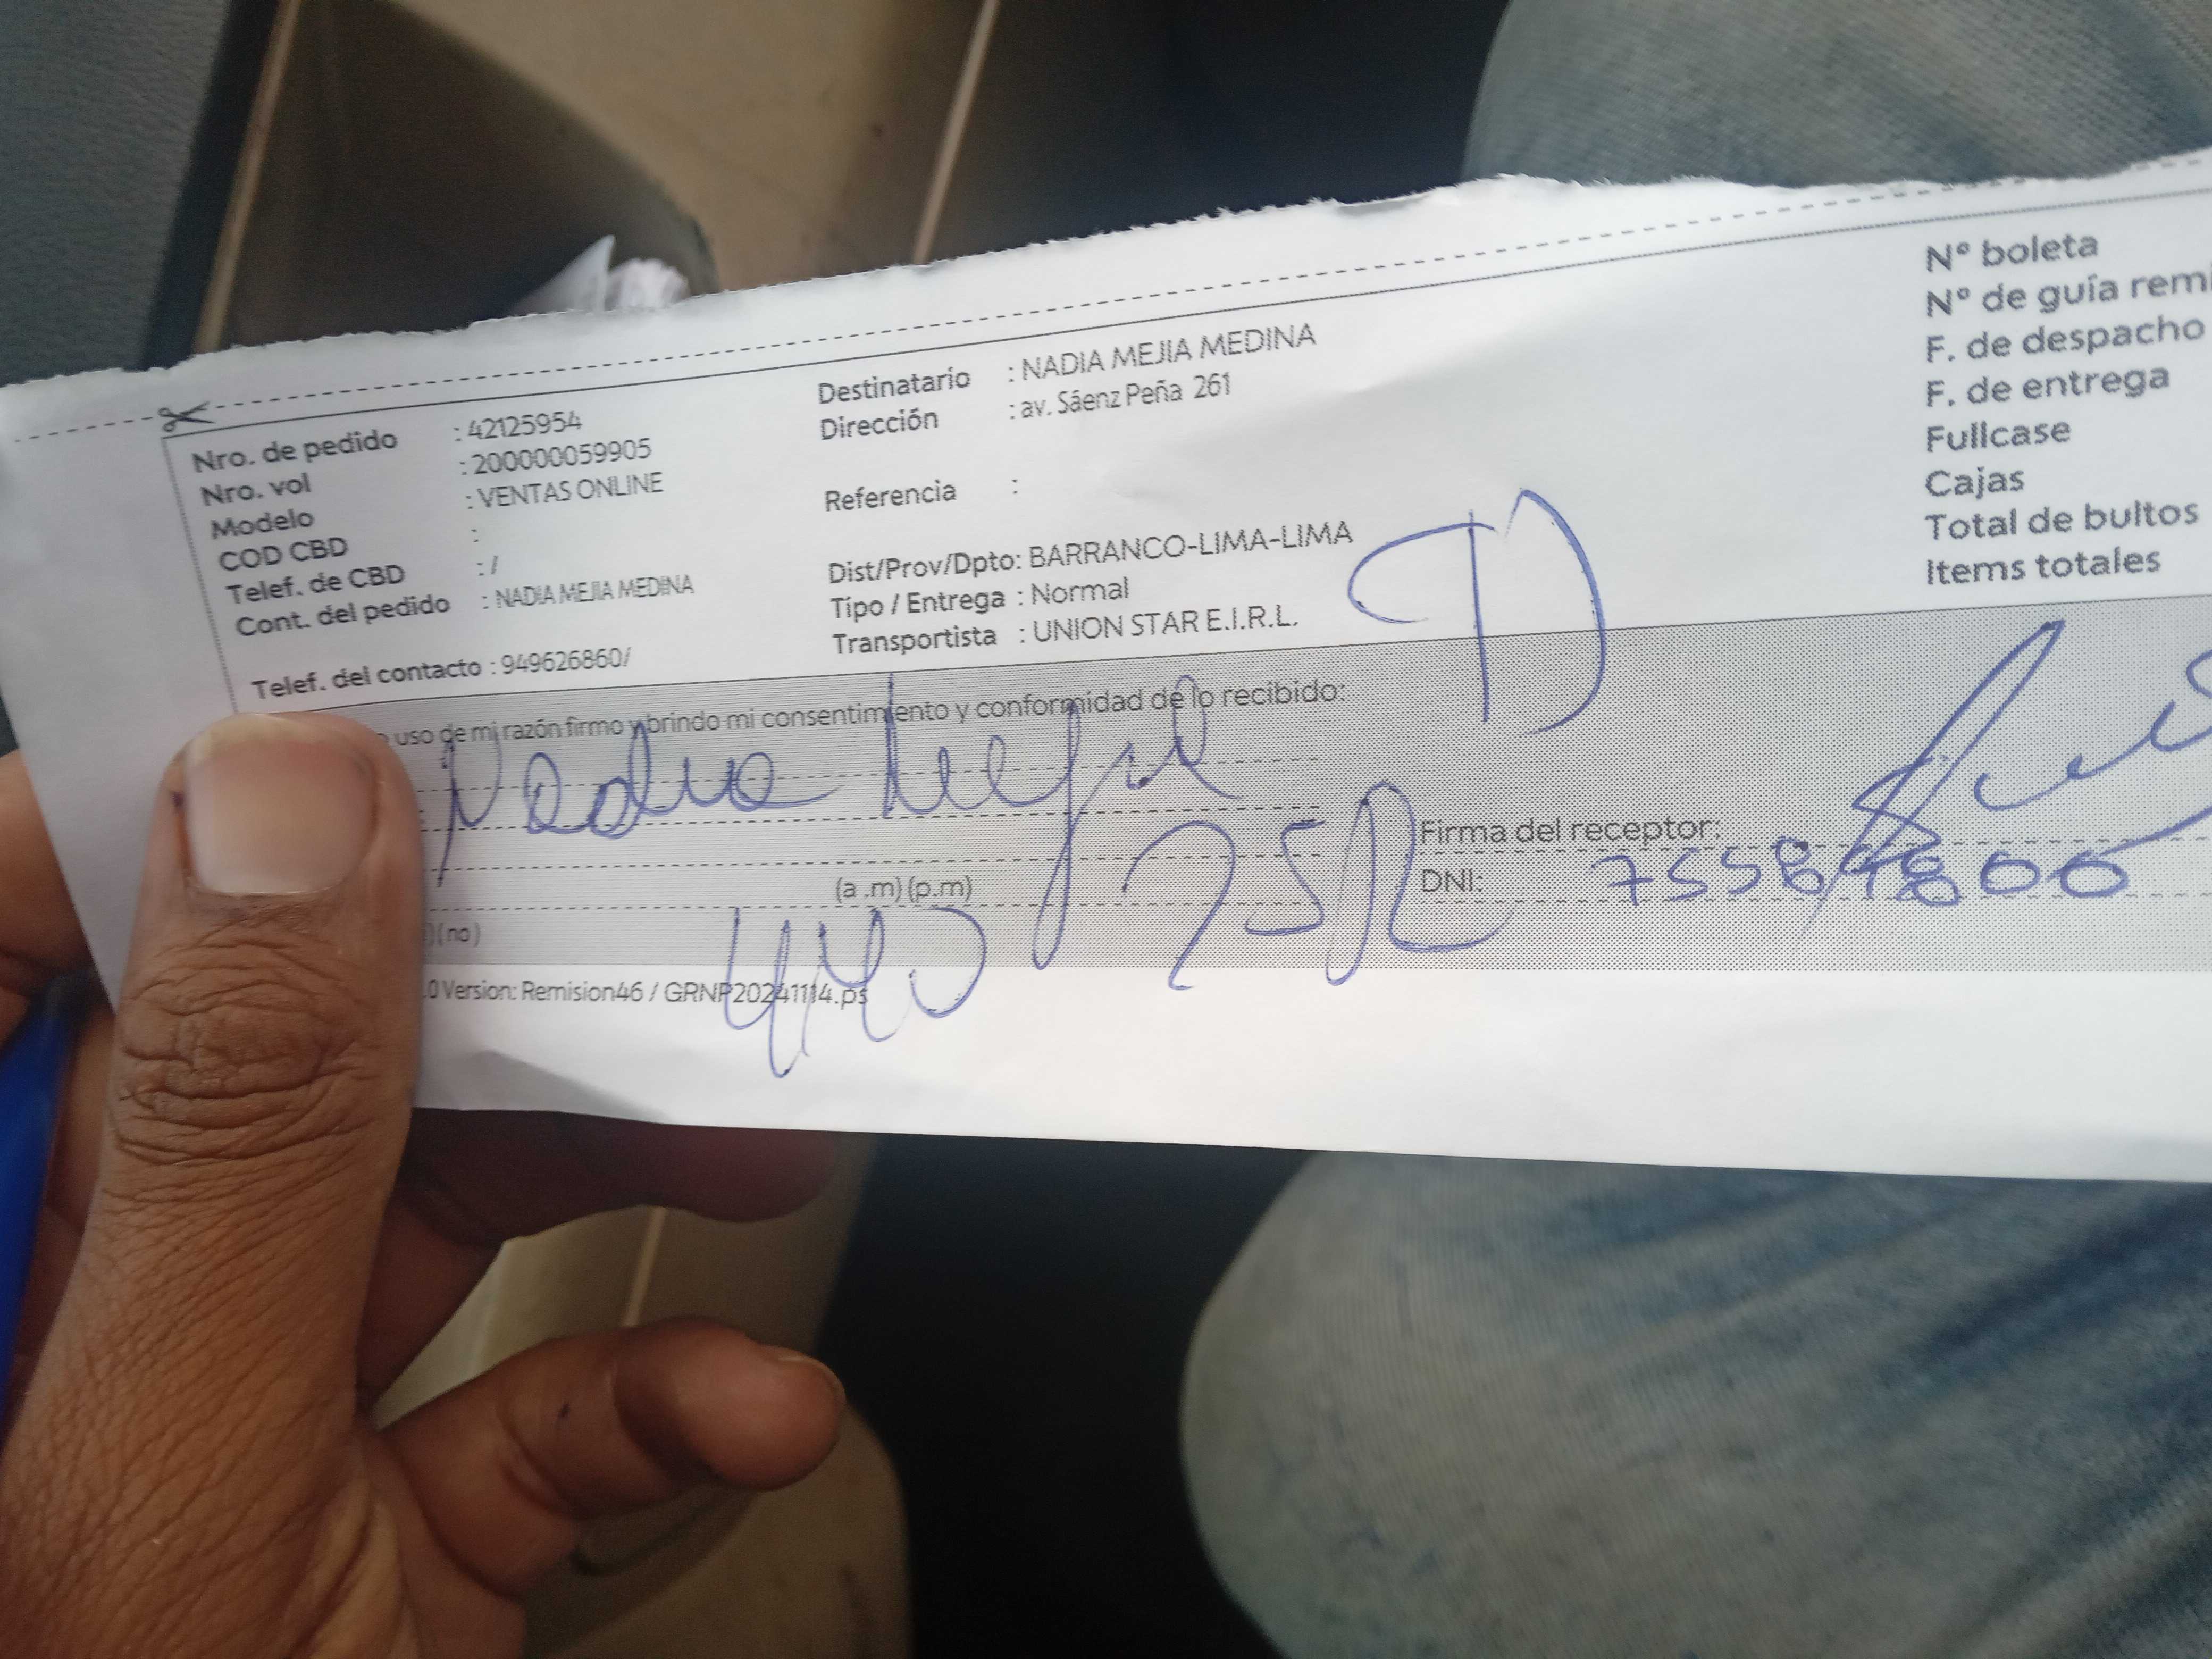 Nro. de pedido : 42125954
Nro. vol : 200000059905
Modelo : VENTAS ONLINE
COD CBD :
Telef. de CBD : /
Cont. del pedido : NADIA MEJIA MEDINA
Telef. del contacto : 949626860/
Destinatario : NADIA MEJIA MEDINA
Dirección : av. Sáenz Peña 261
Referencia :
Dist/Prov/Dpto: BARRANCO-LIMA-LIMA
Tipo / Entrega : Normal
Transportista : UNION STAR E.I.R.L.
N° boleta
N° de guía remi
F. de despacho
F. de entrega
Fullcase
Cajas
Total de bultos
Items totales
uso de mi razón firmo y brindo mi consentimiento y conformidad de lo recibido:
Nadia Mejia
Firma del receptor:
(a .m) (p.m)
DNI:
)(no)
440
.0 Version: Remision46 / GRNP20241114.ps